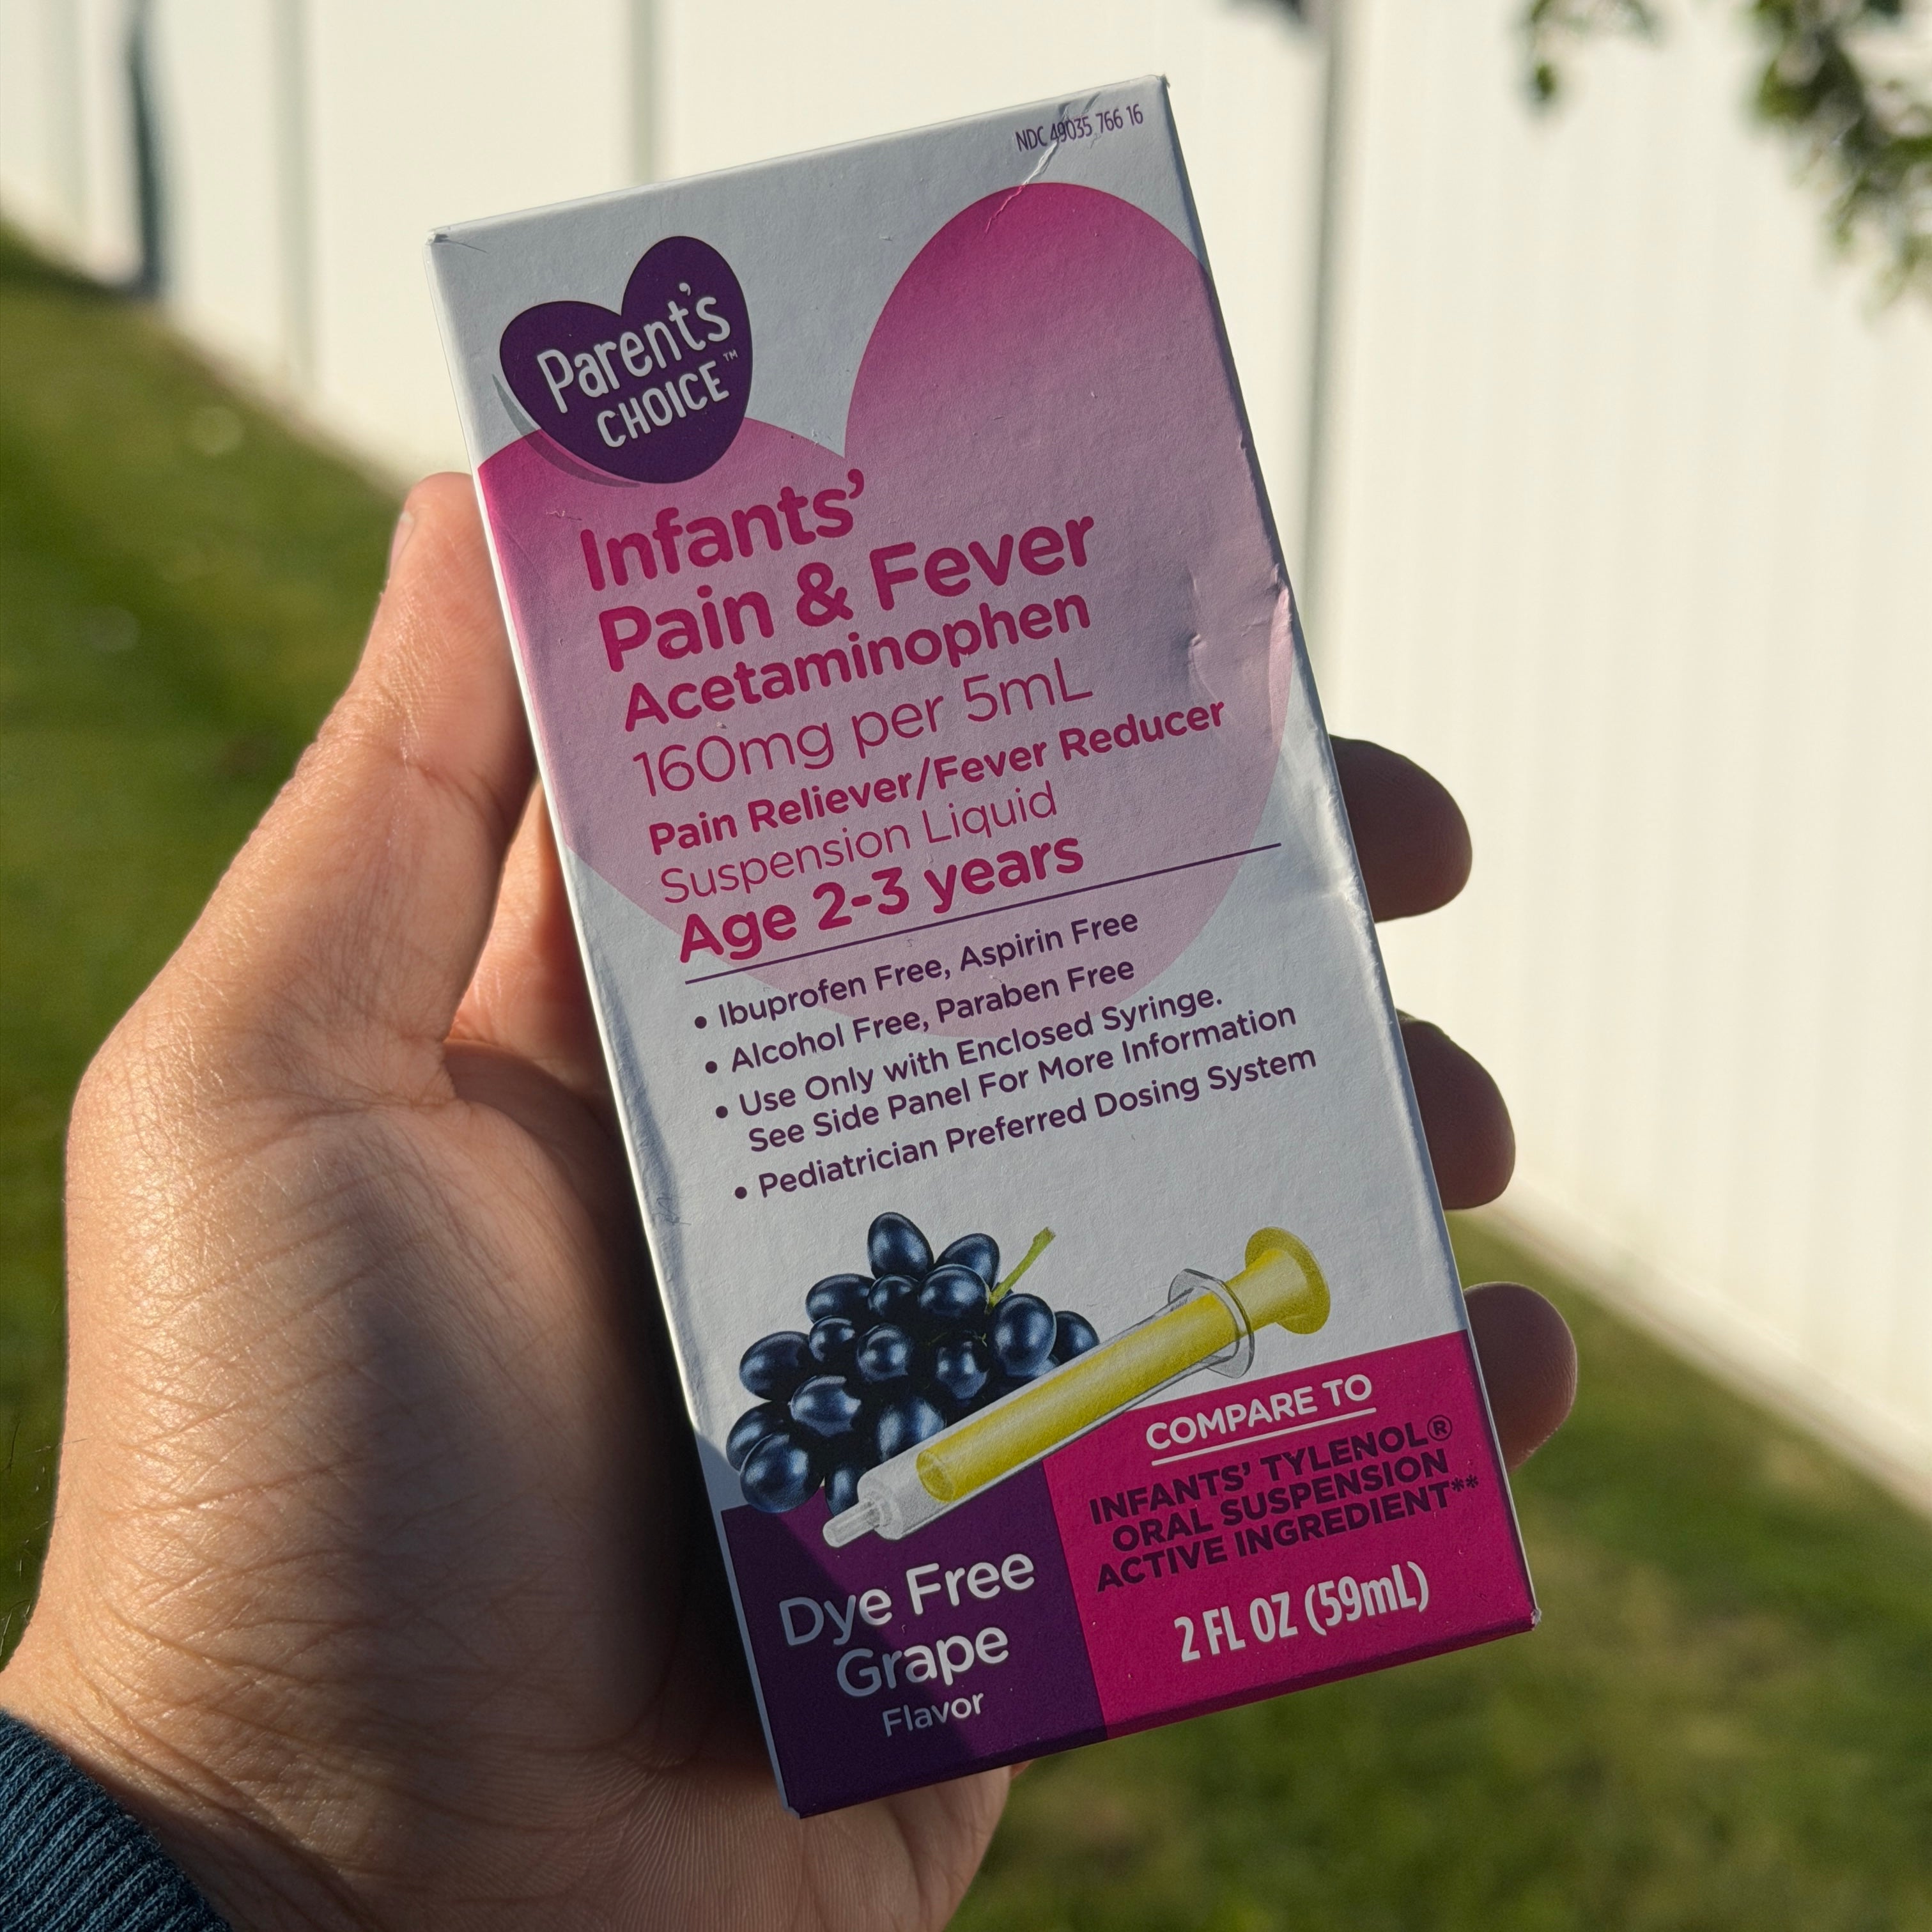 NDC 49035 766 16
Parent's
CHOICE™
Infants'
Pain & Fever
Acetaminophen
160mg per 5mL
Pain Reliever/Fever Reducer
Suspension Liquid
Age 2-3 years
• Ibuprofen Free, Aspirin Free
• Alcohol Free, Paraben Free
• Use Only with Enclosed Syringe.
See Side Panel For More Information
• Pediatrician Preferred Dosing System
Dye Free
Grape
Flavor
COMPARE TO
INFANTS' TYLENOL®
ORAL SUSPENSION
ACTIVE INGREDIENT**
2 FL OZ (59mL)